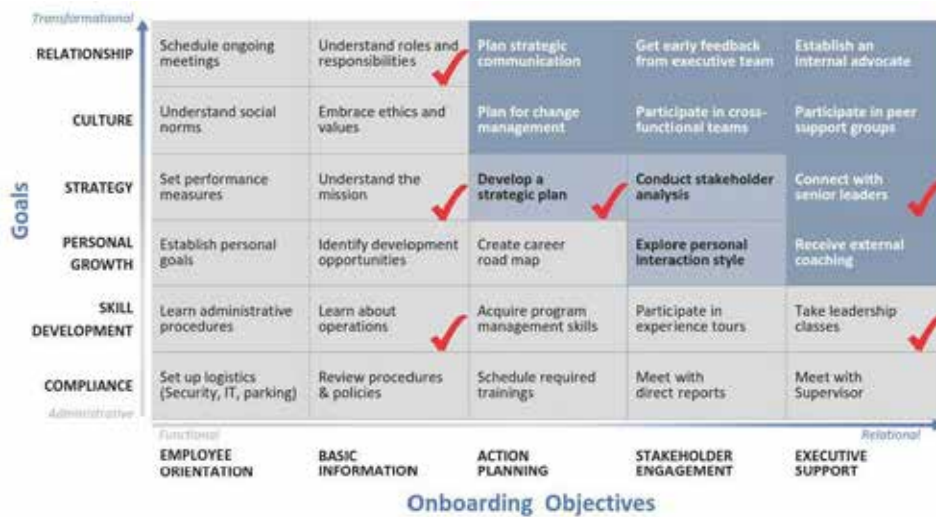 Transformational
RELATIONSHIP
Schedule ongoing
meetings
Understand roles and
responsibilities
Plan strategic
communication
Get early feedback
from executive team
Establish an
internal advocate
CULTURE
Understand social
norms
Embrace ethics and
values
Plan for change
management
Participate in cross-
functional teams
Participate in peer
support groups
Goals
STRATEGY
Set performance
measures
Understand the
mission
Develop a
strategic plan
Conduct stakeholder
analysis
Connect with
senior leaders
PERSONAL
GROWTH
Establish personal
goals
Identify development
opportunities
Create career
road map
Explore personal
interaction style
Receive external
coaching
SKILL
DEVELOPMENT
Learn administrative
procedures
Learn about
operations
Acquire program
management skills
Participate in
experience tours
Take leadership
classes
COMPLIANCE
Set up logistics
(Security, IT, parking)
Review procedures
& policies
Schedule required
trainings
Meet with
direct reports
Meet with
Supervisor
Administrative
Functional
Relational
EMPLOYEE
ORIENTATION
BASIC
INFORMATION
ACTION
PLANNING
STAKEHOLDER
ENGAGEMENT
EXECUTIVE
SUPPORT
Onboarding Objectives